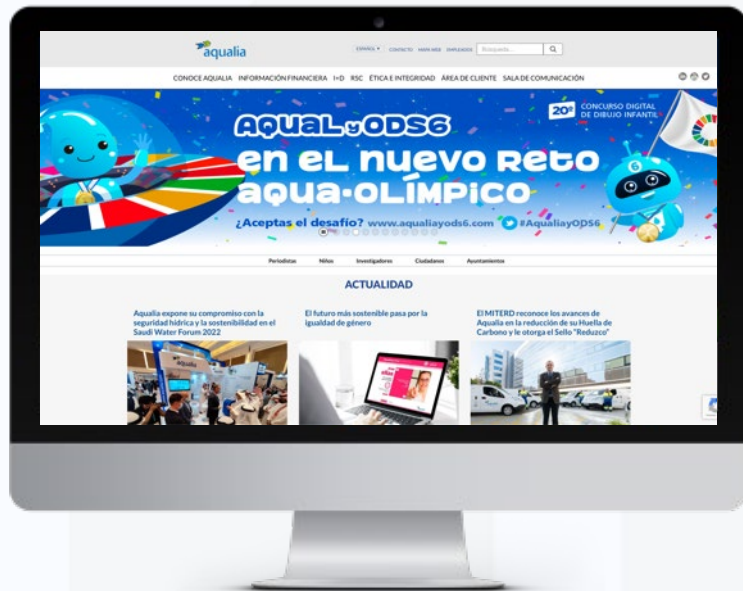 aqualia
ESPAÑOL CONTACTO MAPA WEB EMPLEADOS Búsqueda...
CONOCE AQUALIA INFORMACIÓN FINANCIERA I+D RSC ÉTICA E INTEGRIDAD ÁREA DE CLIENTE SALA DE COMUNICACIÓN
20º CONCURSO DIGITAL
DE DIBUJO INFANTIL
AQUAL y ODS6
en el nuevo reto
aqua·olímpico
6
¿Aceptas el desafío? www.aqualiayods6.com #AqualiayODS6
Periodistas Niños Investigadores Ciudadanos Ayuntamientos
ACTUALIDAD
Aqualia expone su compromiso con la
seguridad hídrica y la sostenibilidad en el
Saudi Water Forum 2022
El futuro más sostenible pasa por la
igualdad de género
El MITERD reconoce los avances de
Aqualia en la reducción de su Huella de
Carbono y le otorga el Sello "Reduzco"
aqualia